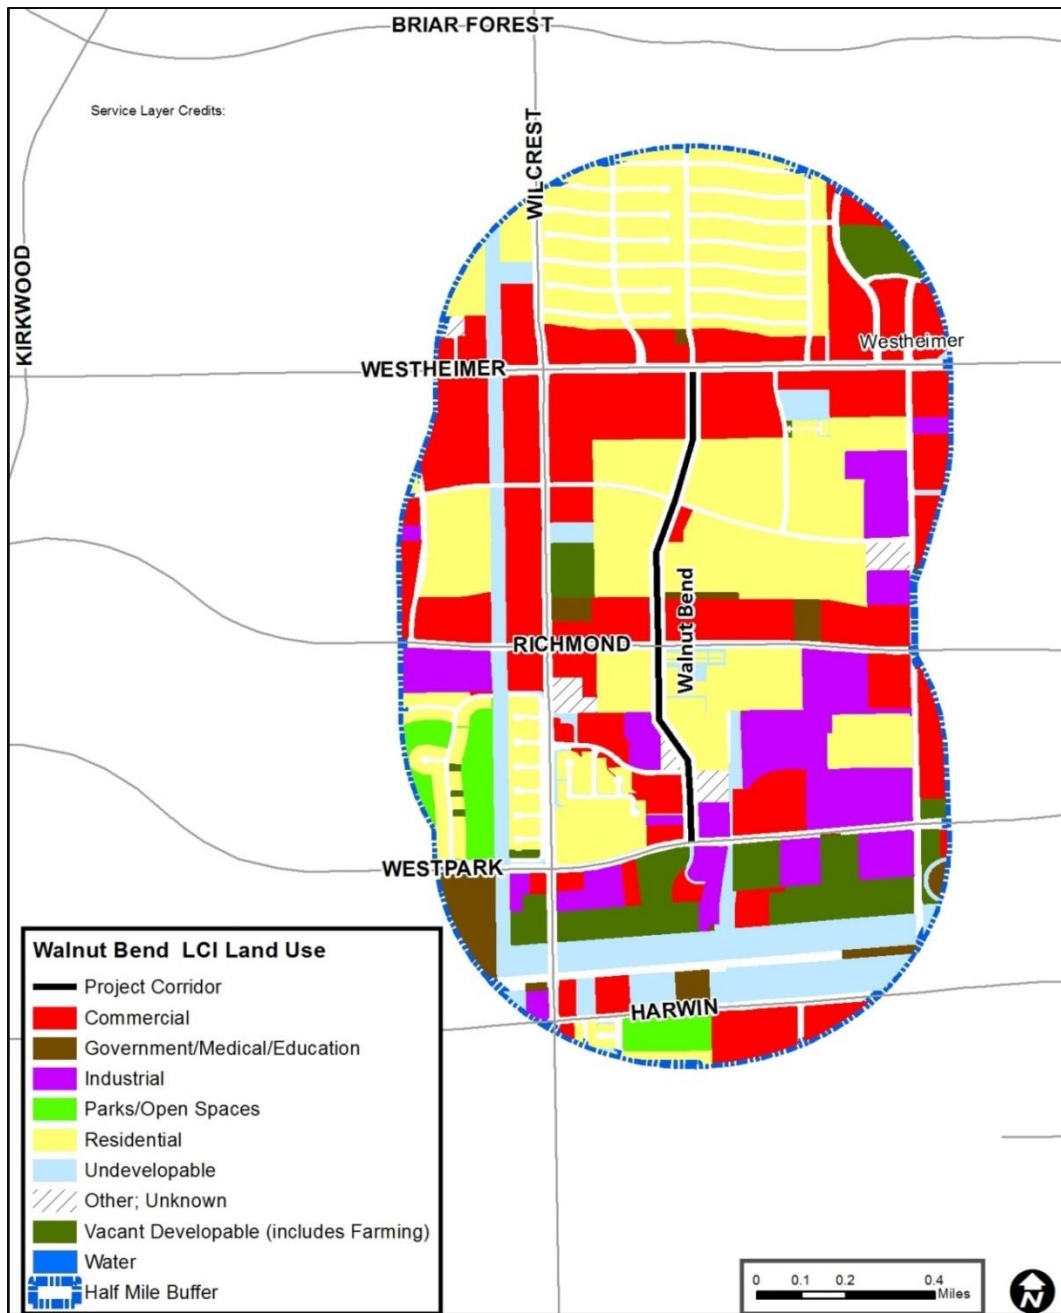 BRIAR FOREST
Service Layer Credits:
WILCREST
KIRKWOOD
Westheimer
WESTHEIMER
Walnut Bend
RICHMOND
WESTPARK
HARWIN
Walnut Bend LCI Land Use
Project Corridor
Commercial
Government/Medical/Education
Industrial
Parks/Open Spaces
Residential
Undevelopable
Other; Unknown
Vacant Developable (includes Farming)
Water
Half Mile Buffer
0 0.1 0.2 0.4
Miles
N